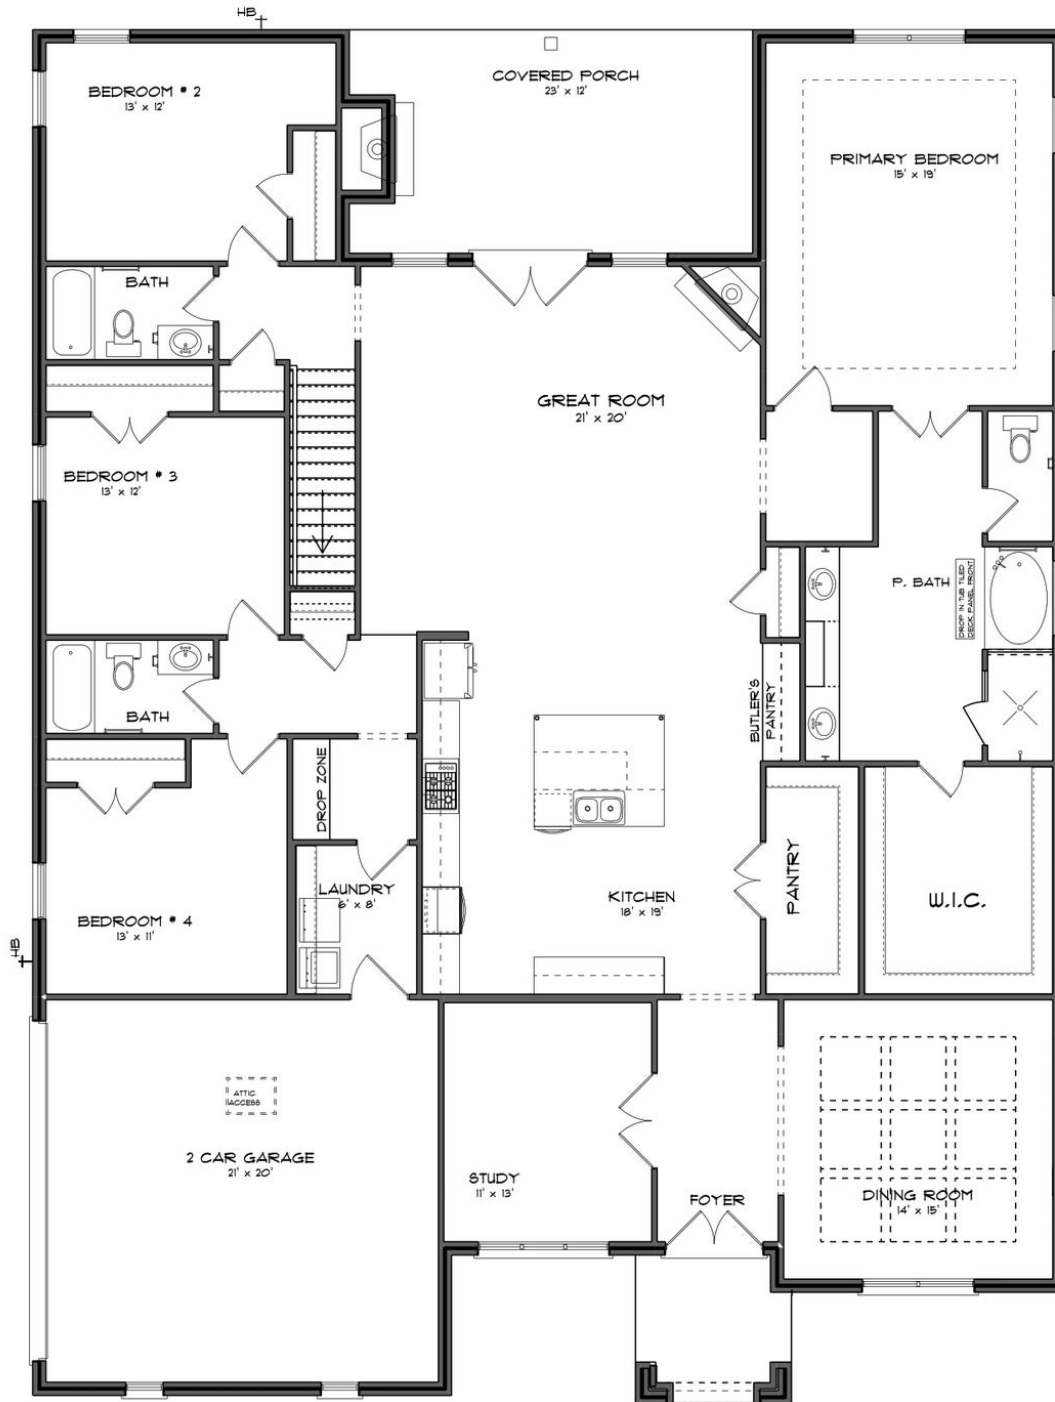 HB
BEDROOM # 2
13' x 12'
COVERED PORCH
23' x 12'
PRIMARY BEDROOM
15' x 19'
BATH
GREAT ROOM
21' x 20'
BEDROOM # 3
13' x 12'
P. BATH
DROP IN TUB TILED
DECK, PANEL FRONT
BATH
BUTLER'S
PANTRY
DROP ZONE
LAUNDRY
6' x 8'
KITCHEN
18' x 19'
PANTRY
W.I.C.
BEDROOM # 4
13' x 11'
HB
ATTIC
ACCESS
2 CAR GARAGE
21' x 20'
STUDY
11' x 13'
FOYER
DINING ROOM
14' x 15'